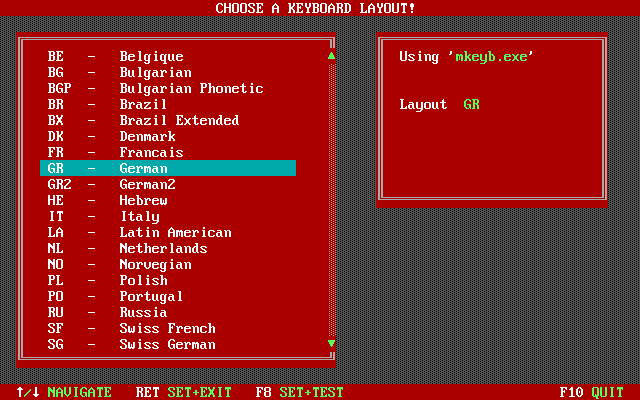 CHOOSE A KEYBOARD LAYOUT!
BE - Belgique
BG - Bulgarian
BGP - Bulgarian Phonetic
BR - Brazil
BX - Brazil Extended
DK - Denmark
FR - Francais
GR - German
GR2 - German2
HE - Hebrew
IT - Italy
LA - Latin American
NL - Netherlands
NO - Norvegian
PL - Polish
PO - Portugal
RU - Russia
SF - Swiss French
SG - Swiss German
Using 'mkeyb.exe'
Layout GR
↑/↓ NAVIGATE RET SET+EXIT F8 SET+TEST F10 QUIT